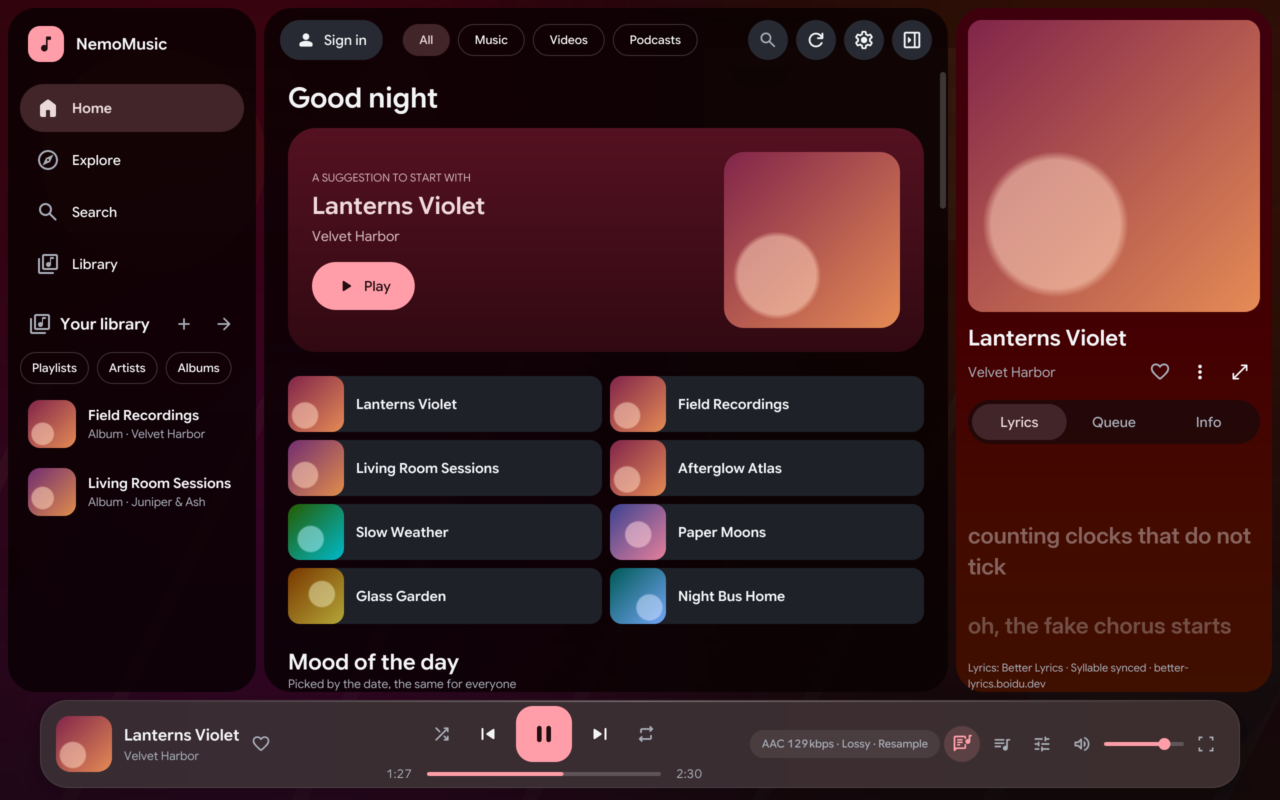 NemoMusic
Home
Explore
Search
Library
Your library
Playlists
Artists
Albums
Field Recordings
Album · Velvet Harbor
Living Room Sessions
Album · Juniper & Ash
Sign in
All
Music
Videos
Podcasts
Good night
A SUGGESTION TO START WITH
Lanterns Violet
Velvet Harbor
Play
Lanterns Violet
Field Recordings
Living Room Sessions
Afterglow Atlas
Slow Weather
Paper Moons
Glass Garden
Night Bus Home
Mood of the day
Picked by the date, the same for everyone
Lanterns Violet
Velvet Harbor
Lyrics
Queue
Info
counting clocks that do not
tick
oh, the fake chorus starts
Lyrics: Better Lyrics · Syllable synced · better-
lyrics.boidu.dev
Lanterns Violet
Velvet Harbor
1:27
2:30
AAC 129kbps · Lossy · Resample